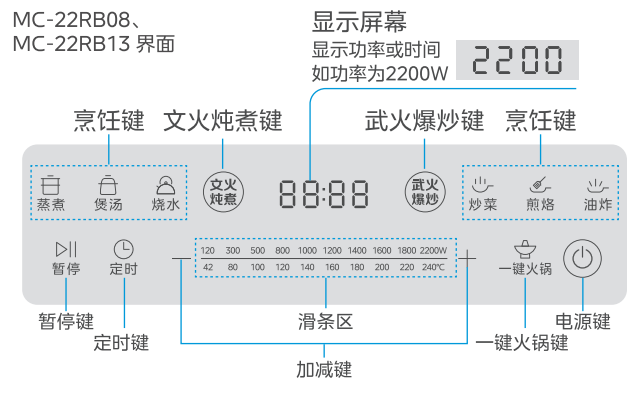 MC-22RB08、
MC-22RB13 界面
显示屏幕
显示功率或时间
如功率为2200W
2200
烹饪键
文火炖煮键
武火爆炒键
烹饪键
蒸煮
煲汤
烧水
文火
炖煮
88:88
武火
爆炒
炒菜
煎烙
油炸
暂停
定时
120 300 500 800 1000 1200 1400 1600 1800 2200W
42 80 100 120 140 160 180 200 220 240℃
一键火锅
暂停键
定时键
滑条区
加减键
一键火锅键
电源键